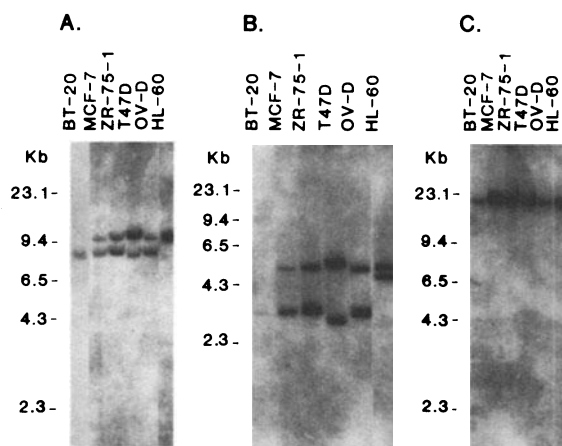 A.
BT-20
MCF-7
ZR-75-1
T47D
OV-D
HL-60
Kb
23.1-
9.4-
6.5-
4.3-
2.3-
B.
BT-20
MCF-7
ZR-75-1
T47D
OV-D
HL-60
Kb
23.1-
9.4-
6.5-
4.3-
2.3-
C.
BT-20
MCF-7
ZR-75-1
T47D
OV-D
HL-60
Kb
23.1-
9.4-
6.5-
4.3-
2.3-